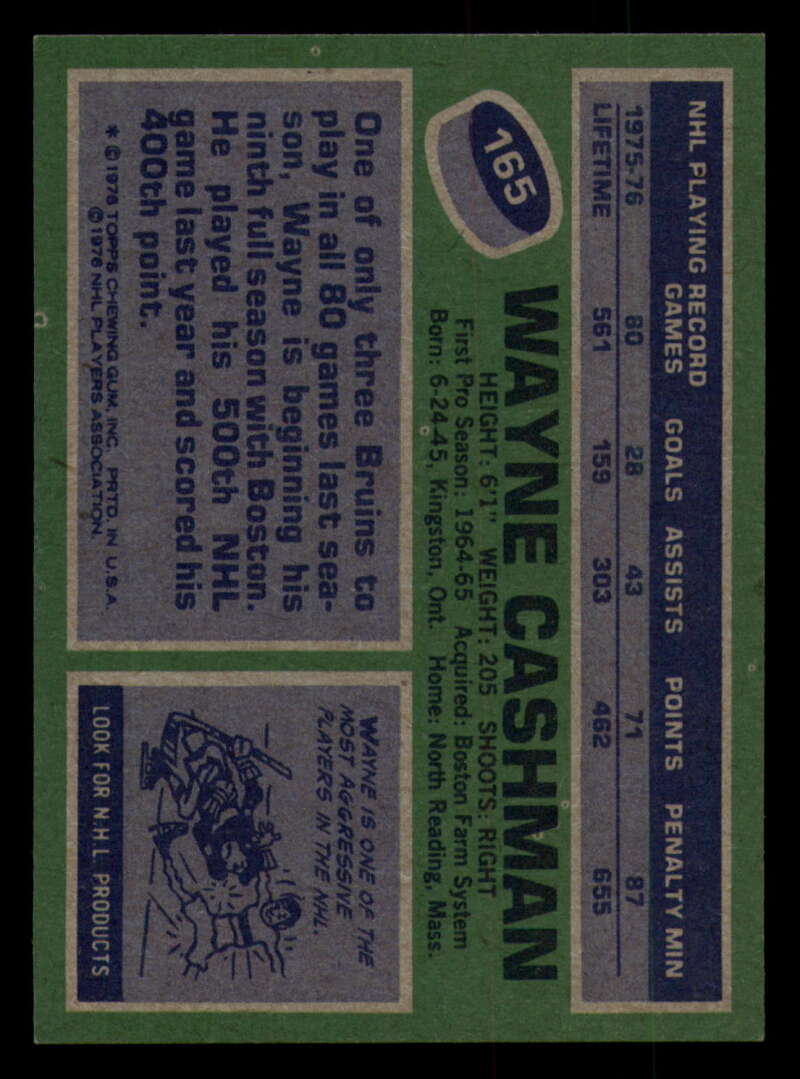 NHL PLAYING RECORD
GAMES GOALS ASSISTS POINTS PENALTY MIN
1975-76 80 28 43 71 87
LIFETIME 561 159 303 462 655
165
WAYNE CASHMAN
HEIGHT: 6'1" WEIGHT: 205 SHOOTS: RIGHT
First Pro Season: 1964-65 Acquired: Boston Farm System
Born: 6-24-45, Kingston, Ont. Home: North Reading, Mass.
One of only three Bruins to
play in all 80 games last sea-
son, Wayne is beginning his
ninth full season with Boston.
He played his 500th NHL
game last year and scored his
400th point.
* © 1976 TOPPS CHEWING GUM, INC. PRTD. IN U.S.A.
© 1976 NHL PLAYERS ASSOCIATION.
WAYNE IS ONE OF THE
MOST AGGRESSIVE
PLAYERS IN THE NHL.
LOOK FOR N.H.L. PRODUCTS